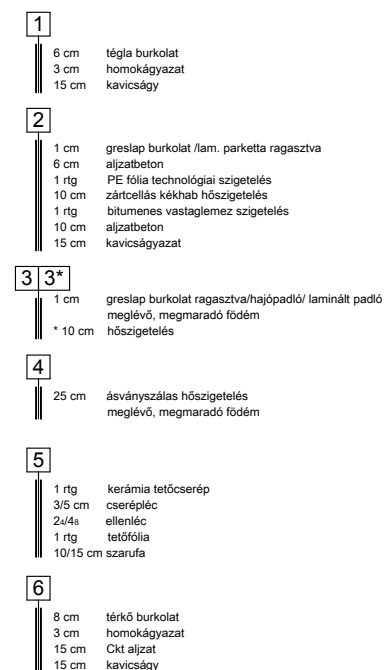 1
6 cm tégla burkolat
3 cm homokágyazat
15 cm kavicságy
2
1 cm greslap burkolat /lam. parketta ragasztva
6 cm aljzatbeton
1 rtg PE fólia technológiai szigetelés
10 cm zártcellás kékhab hőszigetelés
1 rtg bitumenes vastaglemez szigetelés
10 cm aljzatbeton
15 cm kavicságyazat
3 3*
1 cm greslap burkolat ragasztva/hajópadló/ laminált padló
meglévő, megmaradó födém
* 10 cm hőszigetelés
4
25 cm ásványszálas hőszigetelés
meglévő, megmaradó födém
5
1 rtg kerámia tetőcserép
3/5 cm cserépléc
24/48 ellenléc
1 rtg tetőfólia
10/15 cm szarufa
6
8 cm térkő burkolat
3 cm homokágyazat
15 cm Ckt aljzat
15 cm kavicságy